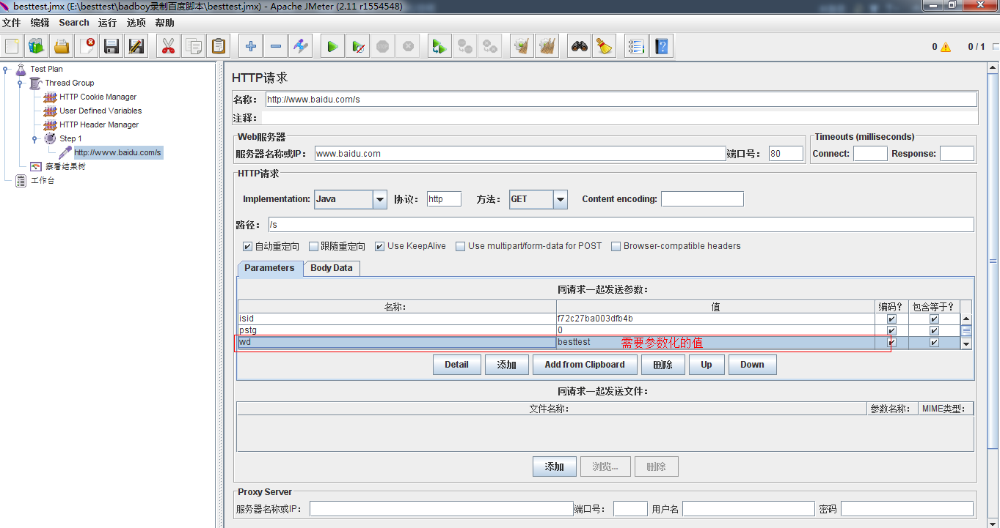 besttest.jmx (E:\besttest\badboy录制百度脚本\besttest.jmx) - Apache JMeter (2.11 r1554548)
文件 编辑 Search 运行 选项 帮助
0 0 / 1
Test Plan
Thread Group
HTTP Cookie Manager
User Defined Variables
HTTP Header Manager
Step 1
http://www.baidu.com/s
察看结果树
工作台
HTTP请求
名称： http://www.baidu.com/s
注释：
Web服务器
服务器名称或IP： www.baidu.com 端口号： 80
Timeouts (milliseconds)
Connect: Response:
HTTP请求
Implementation: Java 协议： http 方法： GET Content encoding:
路径： /s
自动重定向 跟随重定向 Use KeepAlive Use multipart/form-data for POST Browser-compatible headers
Parameters Body Data
同请求一起发送参数：
名称： 值 编码? 包含等于?
isid f72c27ba003dfb4b
pstg 0
wd besttest 需要参数化的值
Detail 添加 Add from Clipboard 删除 Up Down
同请求一起发送文件：
文件名称： 参数名称： MIME类型：
添加 浏览... 删除
Proxy Server
服务器名称或IP： 端口号： 用户名 密码